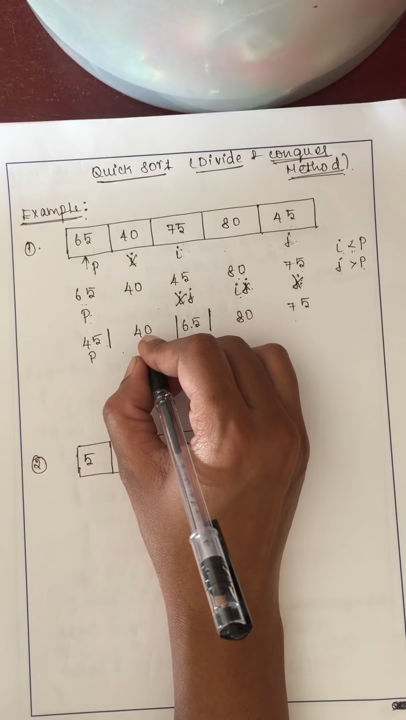 Quick Sort (Divide & Conquer
Method).
Example:
①. 65 40 75 80 45
↑P i i j
i ≤ P
j > P
65 40 45 80 75
P i j i j j
45 | 40 | 65 | 80 75
P
② 5